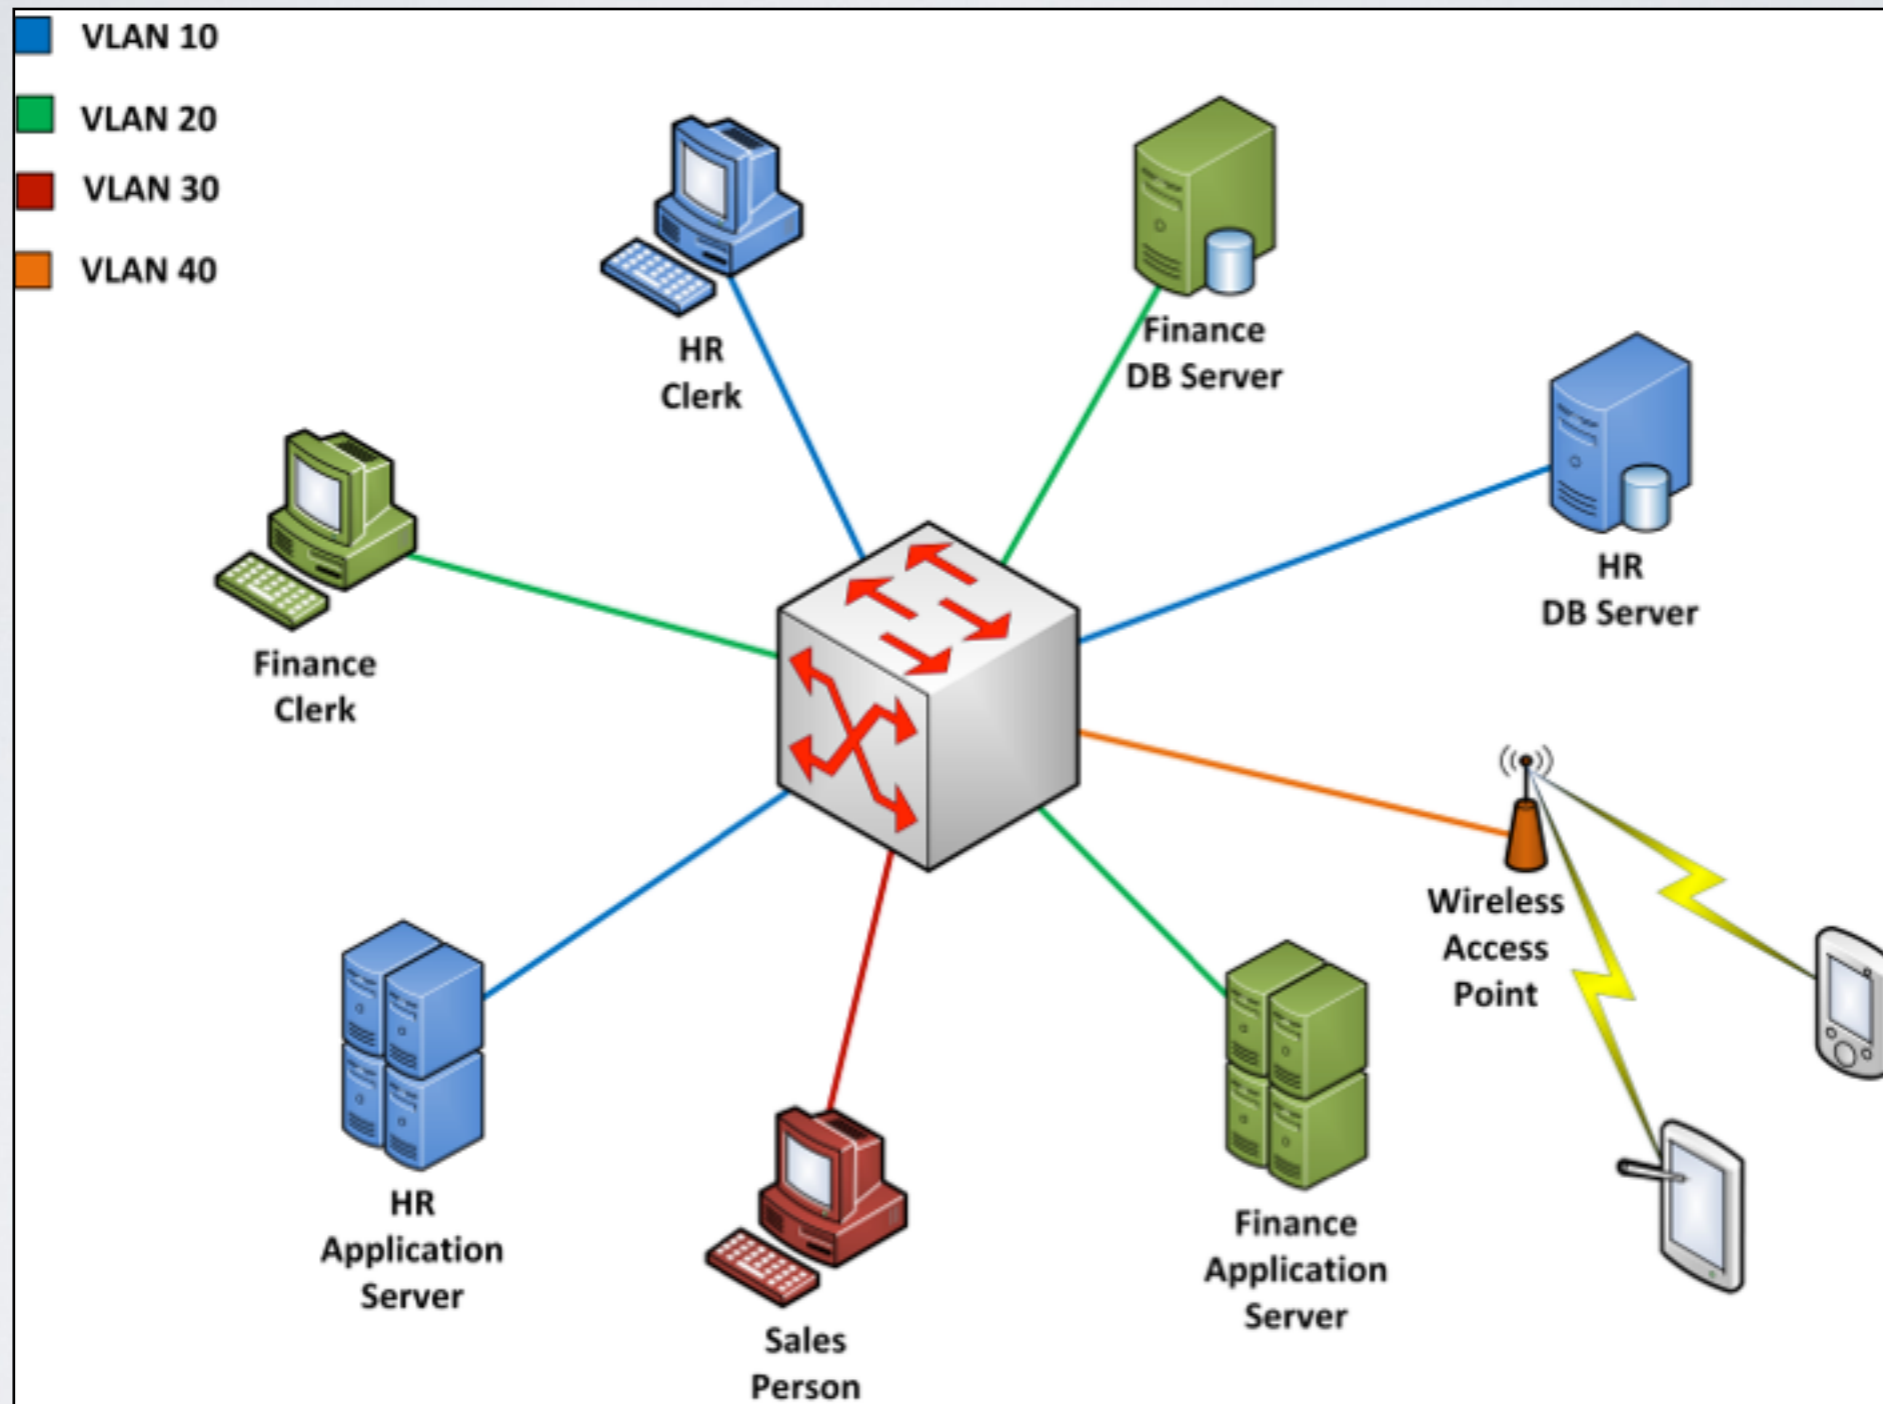 VLAN 10
VLAN 20
VLAN 30
VLAN 40
HR
Clerk
Finance
DB Server
HR
DB Server
Finance
Clerk
Wireless
Access
Point
HR
Application
Server
Sales
Person
Finance
Application
Server